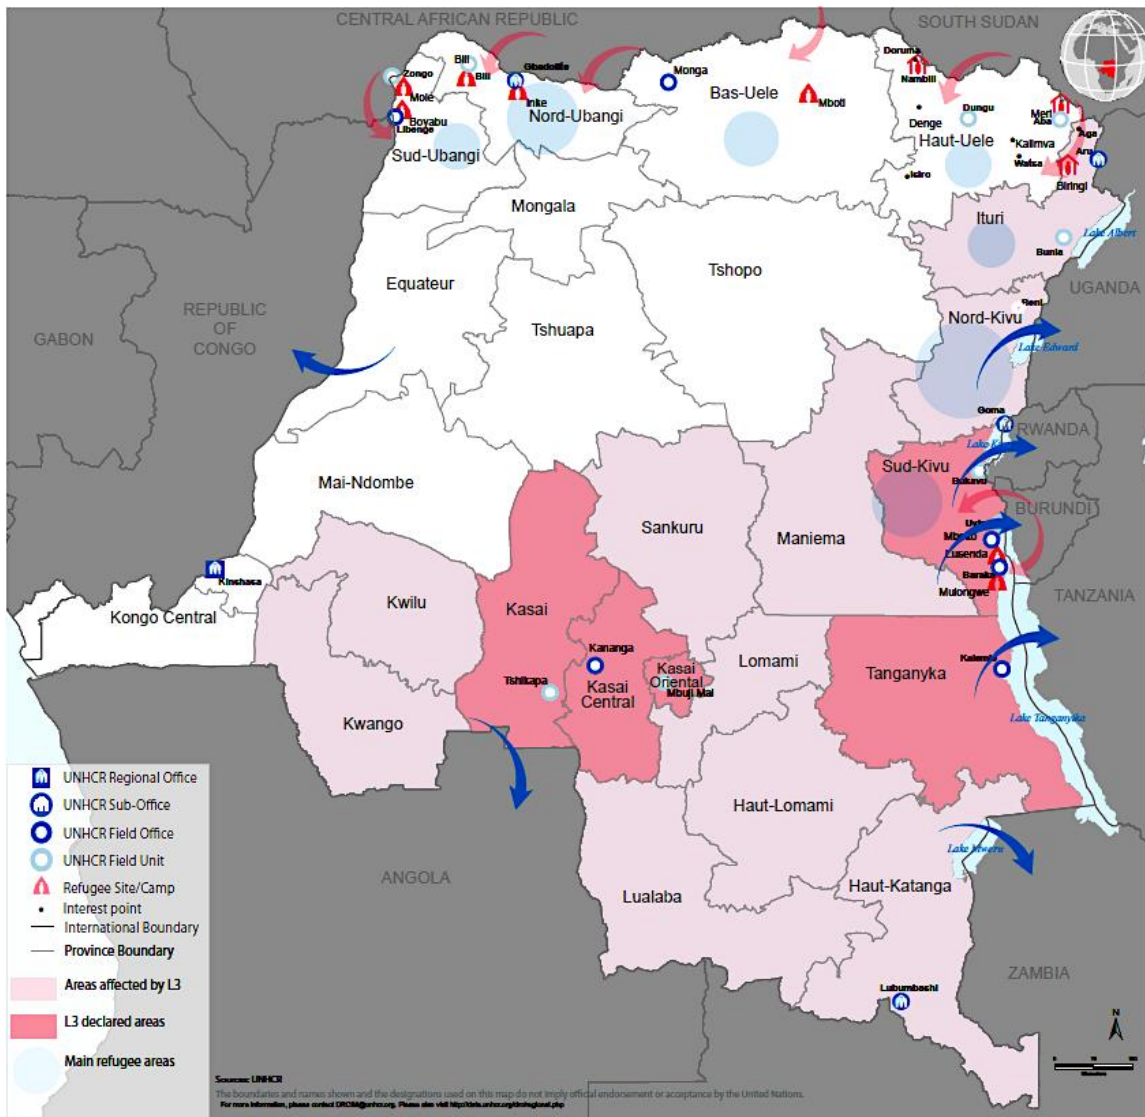 CENTRAL AFRICAN REPUBLIC
SOUTH SUDAN
Doruma
Nambili
Bili
Bili
Zongo
Mole
Boyabu
Libenge
Inke
Monga
Mboti
Bas-Uele
Nord-Ubangi
Sud-Ubangi
Denge
Dungu
Meri
Aba
Haut-Uele
Aga
Aru
Isiro
Biringi
Mongala
Ituri
Bunia
Lake Albert
Equateur
Tshopo
UGANDA
REPUBLIC
OF
CONGO
GABON
Tshuapa
Beni
Nord-Kivu
Lake Edward
Goma
RWANDA
Sud-Kivu
Bukavu
BURUNDI
Mai-Ndombe
Sankuru
Maniema
Lusenda
Baraka
Mulongwe
TANZANIA
Kinshasa
Kongo Central
Kwilu
Kasai
Kananga
Kasai
Central
Kasai
Oriental
Mbuji Mai
Tshikapa
Lomami
Tanganyka
Kalemie
Lake Tanganyika
Kwango
Haut-Lomami
Lake Mweru
Haut-Katanga
Lualaba
ANGOLA
ZAMBIA
Lubumbashi
UNHCR Regional Office
UNHCR Sub-Office
UNHCR Field Office
UNHCR Field Unit
Refugee Site/Camp
Interest point
International Boundary
Province Boundary
Areas affected by L3
L3 declared areas
Main refugee areas
N
Sources: UNHCR
The boundaries and names shown and the designations used on this map do not imply official endorsement or acceptance by the United Nations.